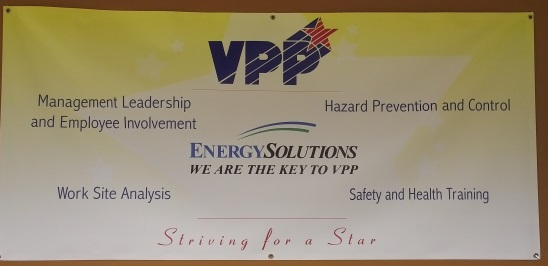 VPP
Management Leadership
and Employee Involvement
Hazard Prevention and Control
ENERGYSOLUTIONS
WE ARE THE KEY TO VPP
Work Site Analysis
Safety and Health Training
Striving for a Star